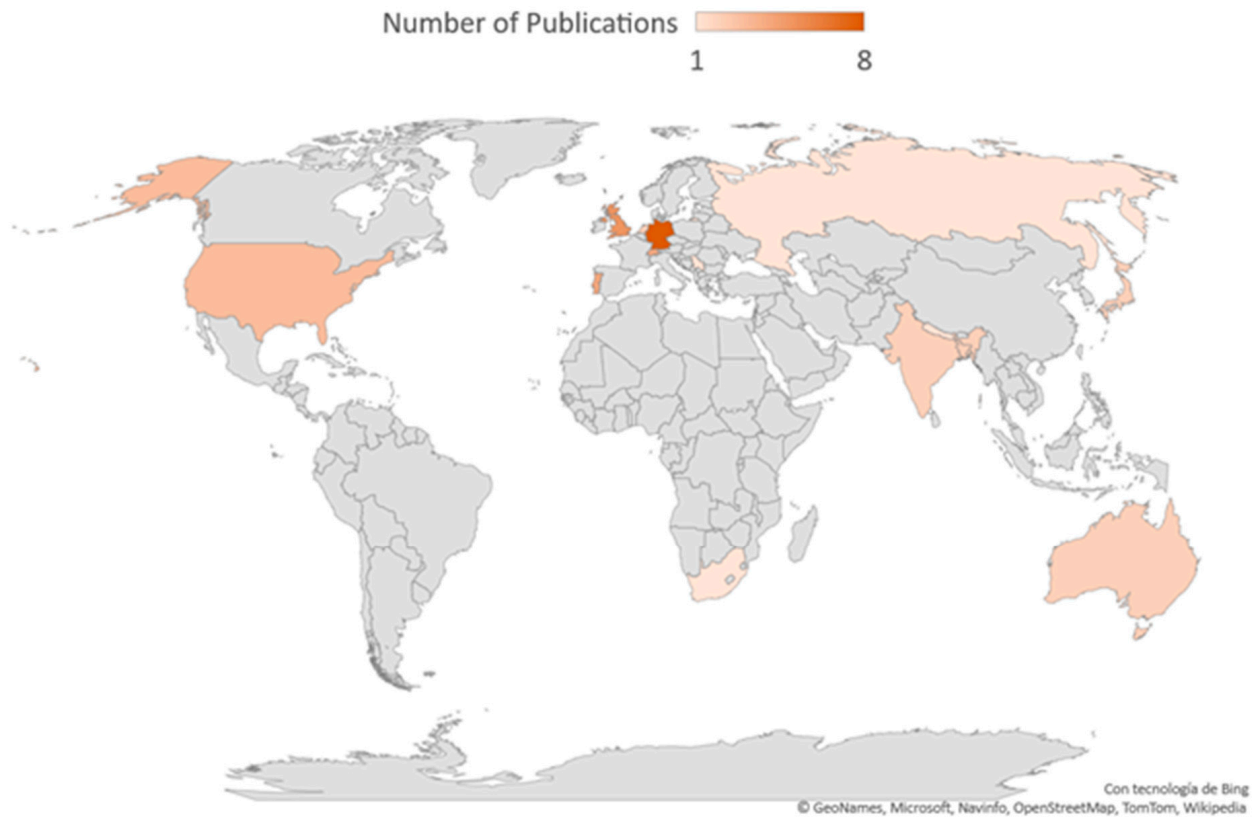 Number of Publications
1 8
Con tecnología de Bing
© GeoNames, Microsoft, Navinfo, OpenStreetMap, TomTom, Wikipedia